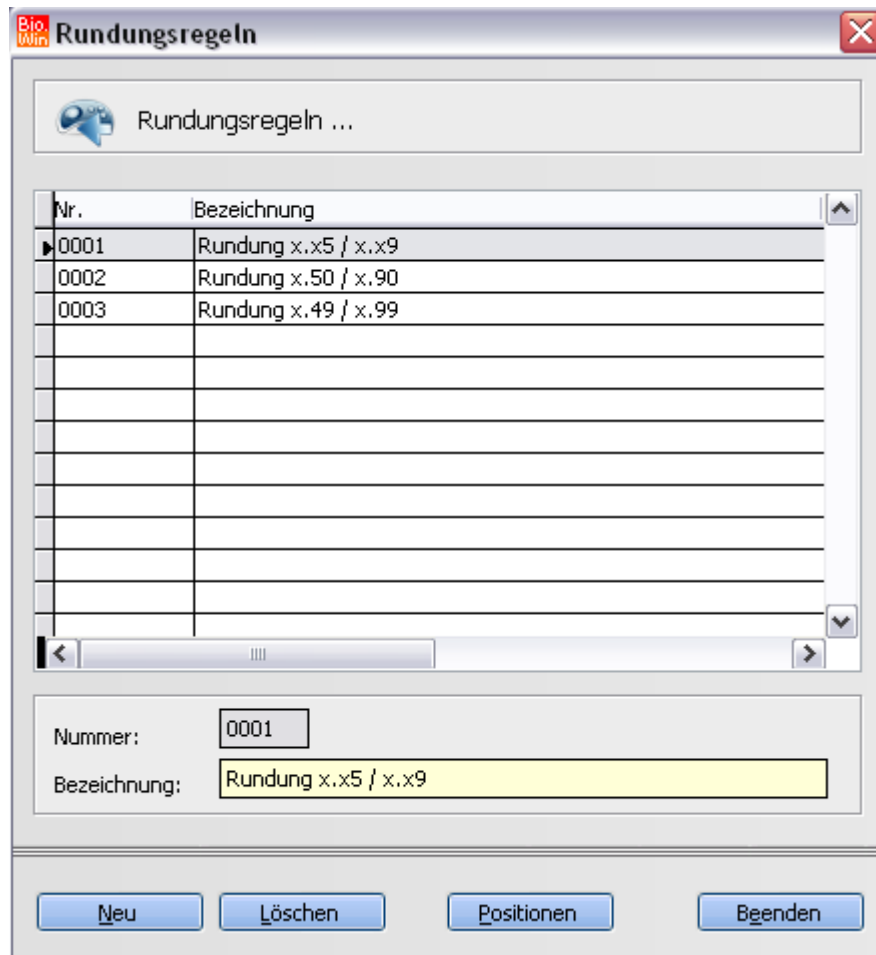 Bio. Win Rundungsregeln
Rundungsregeln ...
Nr. Bezeichnung
0001 Rundung x.x5 / x.x9
0002 Rundung x.50 / x.90
0003 Rundung x.49 / x.99
Nummer: 0001
Bezeichnung: Rundung x.x5 / x.x9
Neu Löschen Positionen Beenden